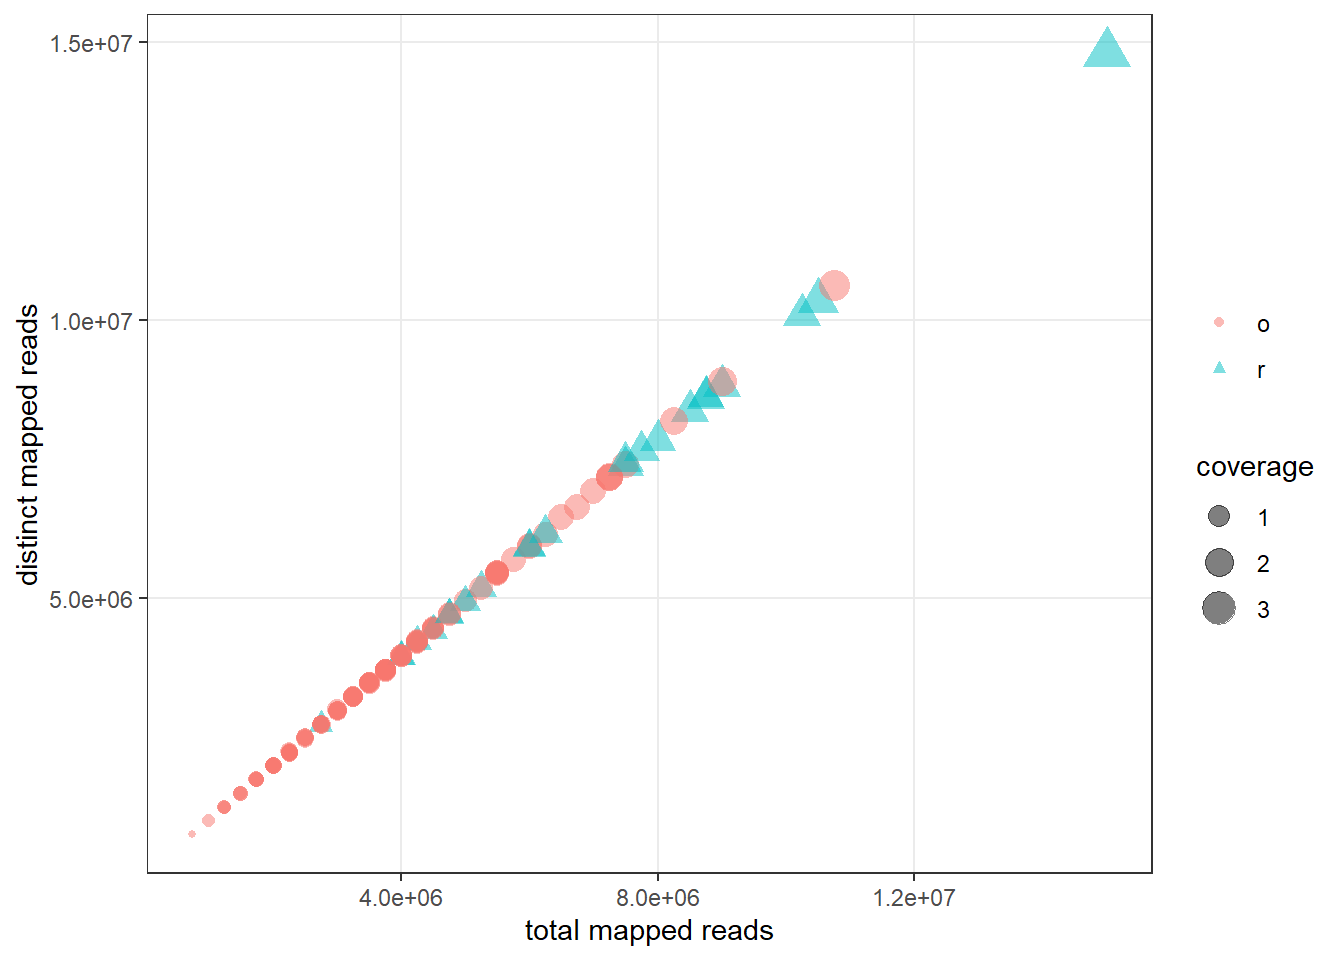 1.5e+07
1.0e+07
5.0e+06
distinct mapped reads
4.0e+06
8.0e+06
1.2e+07
total mapped reads
o
r
coverage
1
2
3